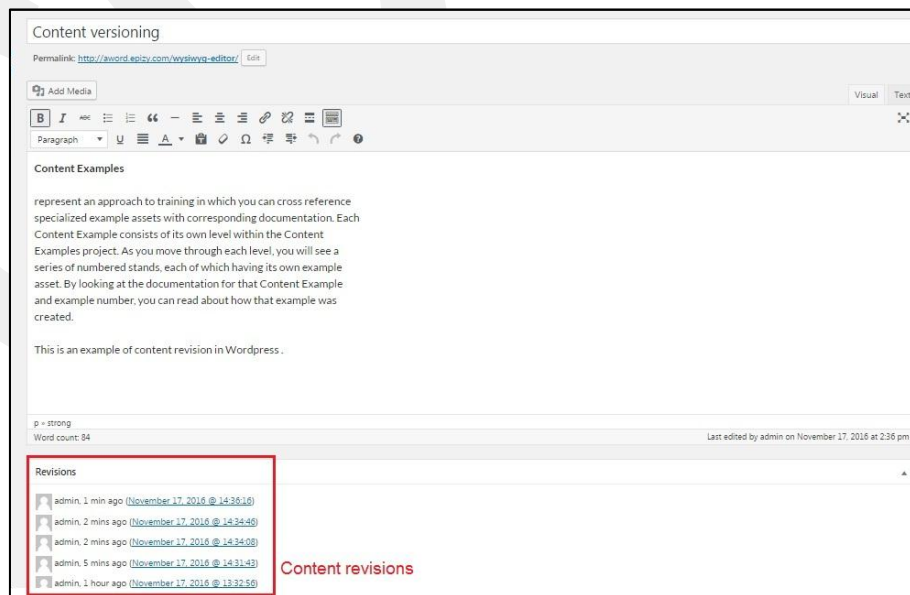 Content versioning
Permalink: http://aword.epizy.com/wysiwyg-editor/ Edit
Add Media
Visual Text
B I ABC
Paragraph U A Ω
Content Examples
represent an approach to training in which you can cross reference
specialized example assets with corresponding documentation. Each
Content Example consists of its own level within the Content
Examples project. As you move through each level, you will see a
series of numbered stands, each of which having its own example
asset. By looking at the documentation for that Content Example
and example number, you can read about how that example was
created.
This is an example of content revision in Wordpress .
p » strong
Word count: 84
Last edited by admin on November 17, 2016 at 2:36 pm
Revisions
admin, 1 min ago (November 17, 2016 @ 14:36:16)
admin, 2 mins ago (November 17, 2016 @ 14:34:46)
admin, 2 mins ago (November 17, 2016 @ 14:34:08)
admin, 5 mins ago (November 17, 2016 @ 14:31:43)
admin, 1 hour ago (November 17, 2016 @ 13:32:56)
Content revisions